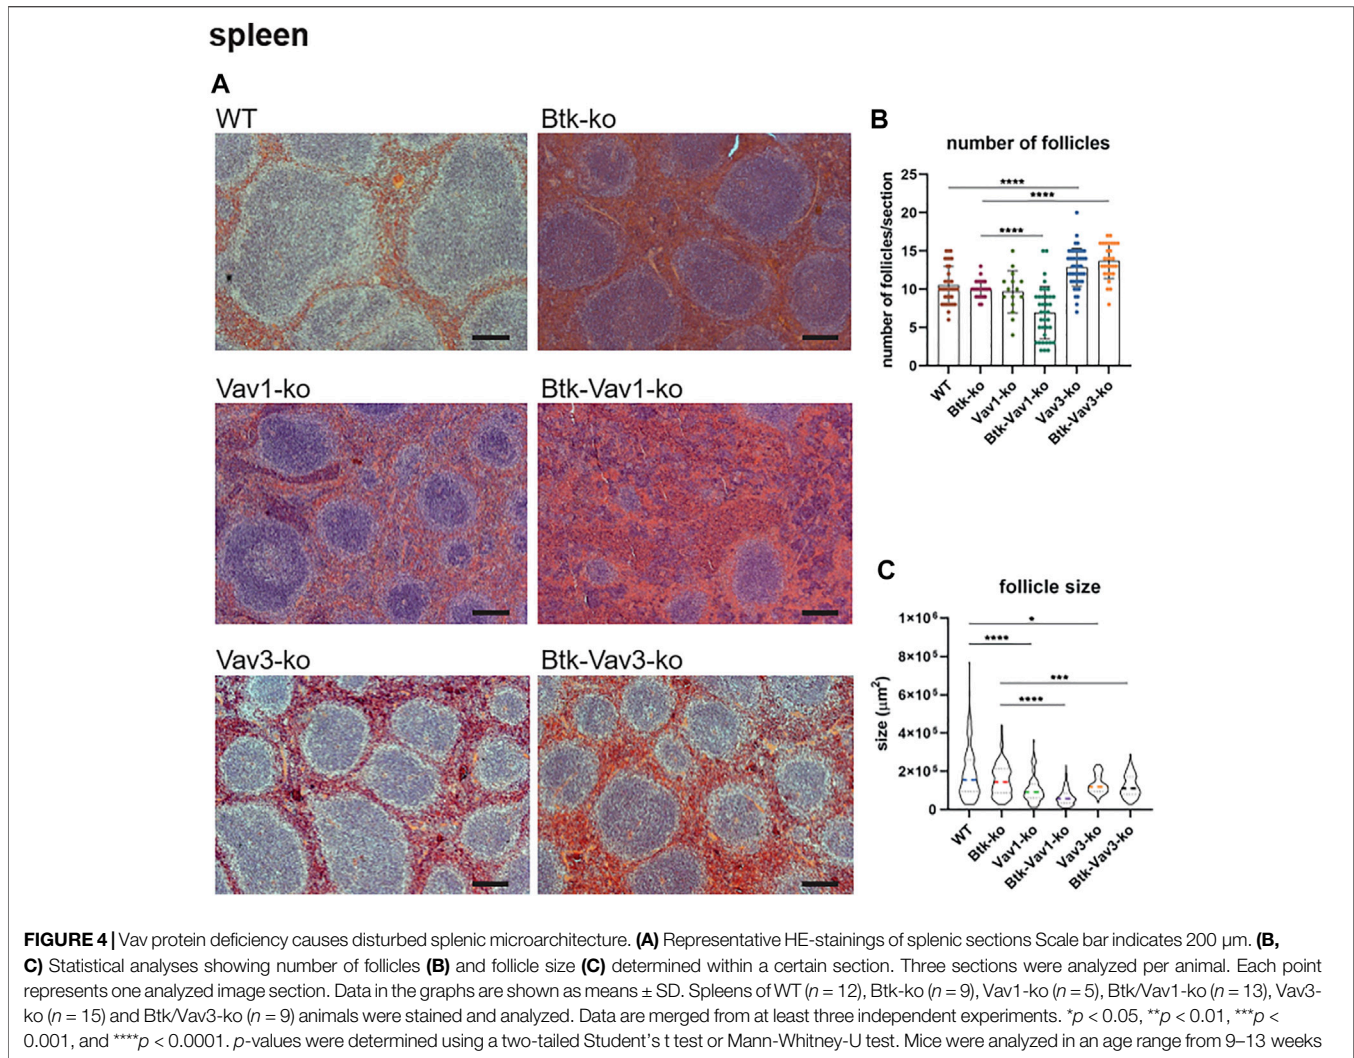 spleen
A
WT
Btk-ko
Vav1-ko
Btk-Vav1-ko
Vav3-ko
Btk-Vav3-ko
B
number of follicles
number of follicles/section
25
20
15
10
5
0
****
****
****
WT
Btk-ko
Vav1-ko
Btk-Vav1-ko
Vav3-ko
Btk-Vav3-ko
C
follicle size
size (µm²)
1×10⁶
8×10⁵
6×10⁵
4×10⁵
2×10⁵
0
*
****
***
****
WT
Btk-ko
Vav1-ko
Btk-Vav1-ko
Vav3-ko
Btk-Vav3-ko
FIGURE 4 | Vav protein deficiency causes disturbed splenic microarchitecture. (A) Representative HE-stainings of splenic sections Scale bar indicates 200 µm. (B,
C) Statistical analyses showing number of follicles (B) and follicle size (C) determined within a certain section. Three sections were analyzed per animal. Each point
represents one analyzed image section. Data in the graphs are shown as means ± SD. Spleens of WT (n = 12), Btk-ko (n = 9), Vav1-ko (n = 5), Btk/Vav1-ko (n = 13), Vav3-
ko (n = 15) and Btk/Vav3-ko (n = 9) animals were stained and analyzed. Data are merged from at least three independent experiments. *p < 0.05, **p < 0.01, ***p <
0.001, and ****p < 0.0001. p-values were determined using a two-tailed Student's t test or Mann-Whitney-U test. Mice were analyzed in an age range from 9–13 weeks